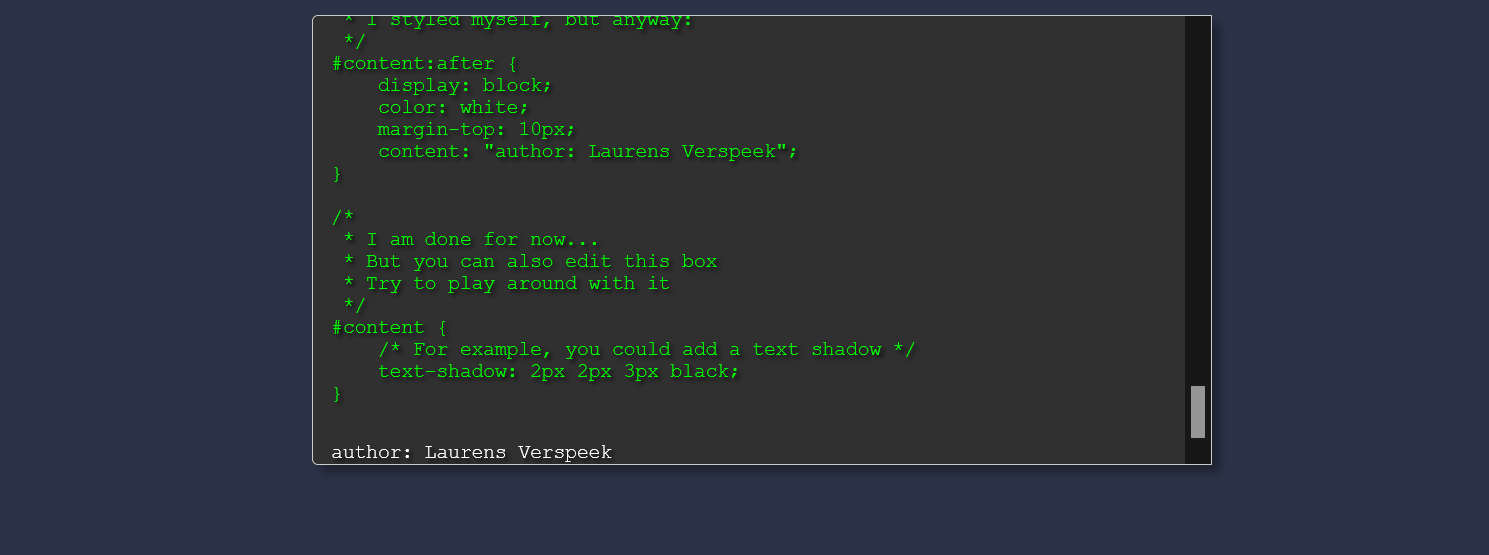 * I styled myself, but anyway:
 */
#content:after {
    display: block;
    color: white;
    margin-top: 10px;
    content: "author: Laurens Verspeek";
}

/*
 * I am done for now...
 * But you can also edit this box
 * Try to play around with it
 */
#content {
    /* For example, you could add a text shadow */
    text-shadow: 2px 2px 3px black;
}

author: Laurens Verspeek